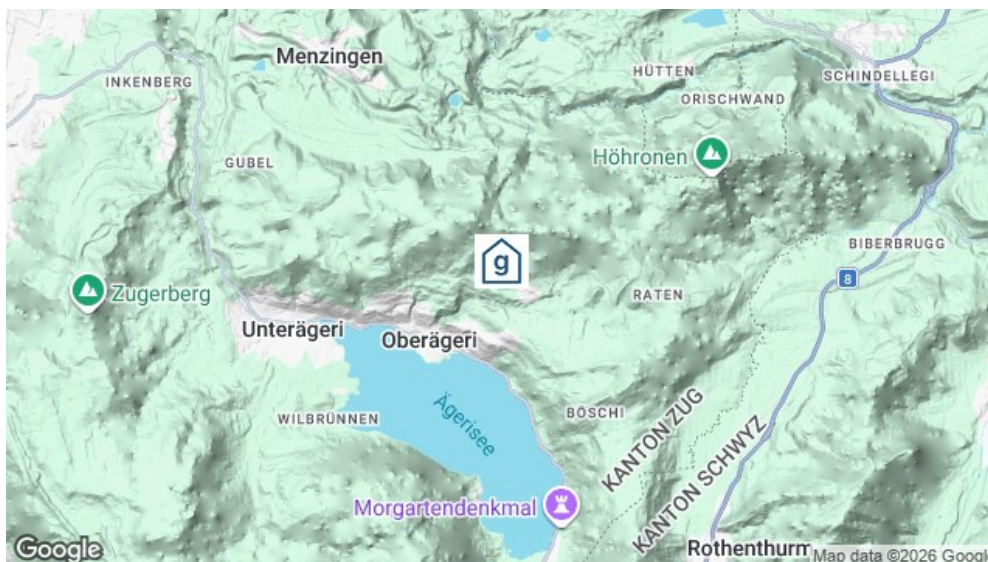 Menzingen
INKENBERG
HÜTTEN
SCHINDELLEGI
ORISCHWAND
GUBEL
Höhronen
BIBERBRUGG
g
8
Zugerberg
RATEN
Unterägeri
Oberägeri
WILBRÜNNEN
Ägerisee
BÖSCHI
KANTON ZUG
KANTON SCHWYZ
Morgartendenkmal
Rothenthurm
Google
Map data ©2026 Google